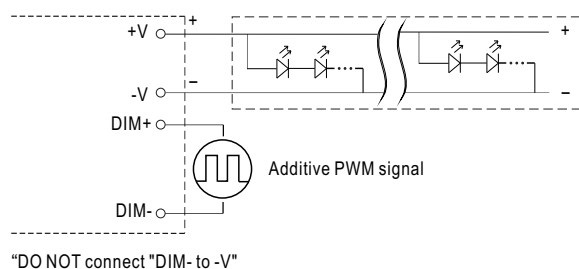 +V
+
+
-V
–
–
DIM+
Additive PWM signal
DIM-
“DO NOT connect "DIM- to -V"